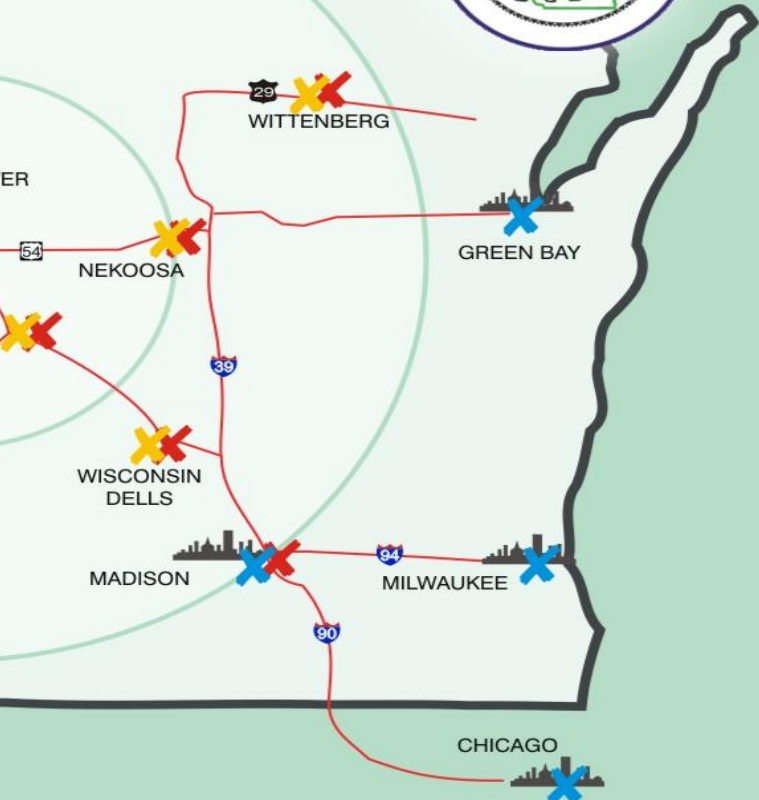 29
WITTENBERG
ER
54
GREEN BAY
NEKOOSA
39
WISCONSIN
DELLS
94
MADISON
MILWAUKEE
90
CHICAGO